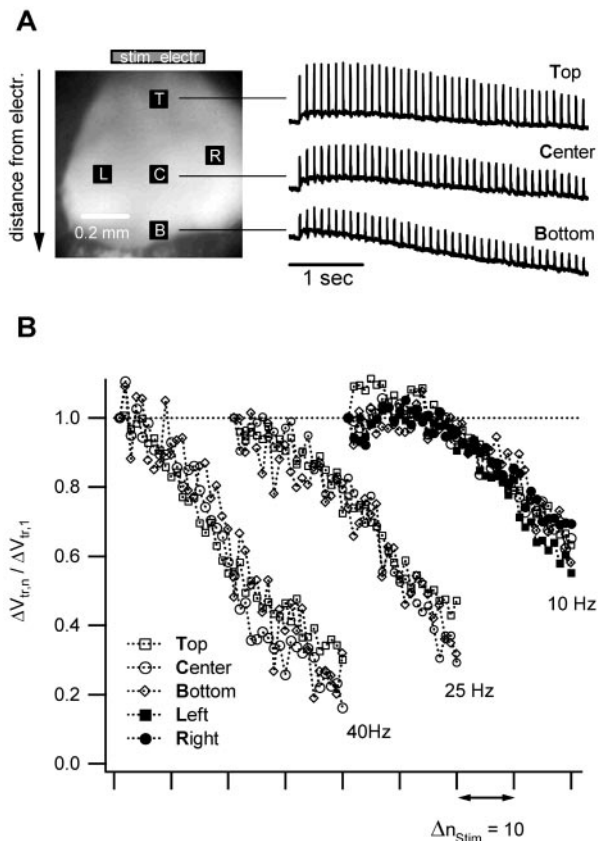 A
stim. electr.
distance from electr.
T
L
C
R
B
0.2 mm
Top
Center
Bottom
1 sec
B
ΔV_tr,n / ΔV_tr,1
1.0
0.8
0.6
0.4
0.2
0.0
10 Hz
25 Hz
40Hz
Top
Center
Bottom
Left
Right
Δn_Stim = 10